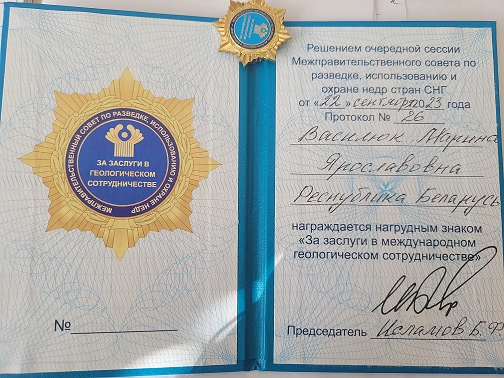 МЕЖПРАВИТЕЛЬСТВЕННЫЙ СОВЕТ ПО РАЗВЕДКЕ, ИСПОЛЬЗОВАНИЮ И ОХРАНЕ НЕДР
ЗА ЗАСЛУГИ В
ГЕОЛОГИЧЕСКОМ
СОТРУДНИЧЕСТВЕ
№
Решением очередной сессии
Межправительственного совета по
разведке, использованию и
охране недр стран СНГ
от «22» сентября 2023 года
Протокол № 26
Василюк Марина
Ярославовна
Республика Беларусь
награждается нагрудным знаком
«За заслуги в международном
геологическом сотрудничестве»
Председатель Исламов Б.Ф.